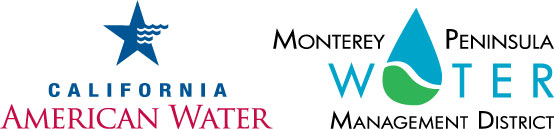 CALIFORNIA
AMERICAN WATER
MONTEREY PENINSULA
WATER
MANAGEMENT DISTRICT